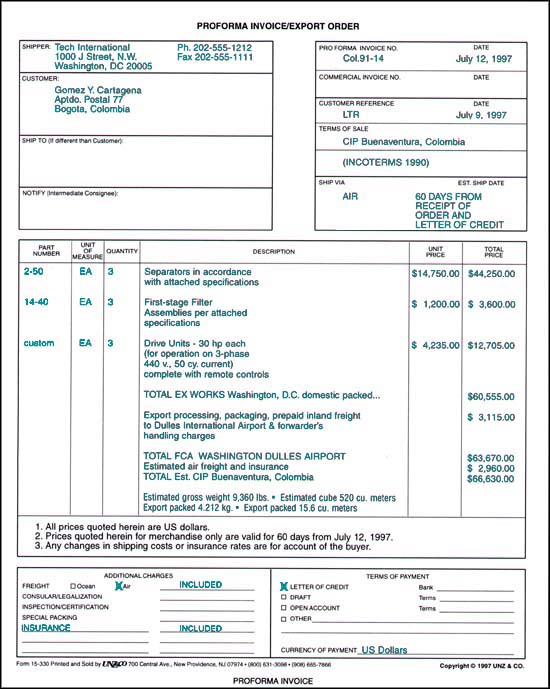 PROFORMA INVOICE/EXPORT ORDER
SHIPPER: Tech International Ph. 202-555-1212
1000 J Street, N.W. Fax 202-555-1111
Washington, DC 20005
CUSTOMER:
Gomez Y. Cartagena
Aptdo. Postal 77
Bogota, Colombia
SHIP TO (If different than Customer):
NOTIFY (Intermediate Consignee):
PRO FORMA INVOICE NO. DATE
Col.91-14 July 12, 1997
COMMERCIAL INVOICE NO. DATE
CUSTOMER REFERENCE DATE
LTR July 9, 1997
TERMS OF SALE
CIP Buenaventura, Colombia
(INCOTERMS 1990)
SHIP VIA EST. SHIP DATE
AIR 60 DAYS FROM
RECEIPT OF
ORDER AND
LETTER OF CREDIT
PART NUMBER UNIT OF MEASURE QUANTITY DESCRIPTION UNIT PRICE TOTAL PRICE
2-50 EA 3 Separators in accordance $14,750.00 $44,250.00
with attached specifications
14-40 EA 3 First-stage Filter $ 1,200.00 $ 3,600.00
Assemblies per attached
specifications
custom EA 3 Drive Units - 30 hp each $ 4,235.00 $12,705.00
(for operation on 3-phase
440 v., 50 cy. current)
complete with remote controls
TOTAL EX WORKS Washington, D.C. domestic packed... $60,555.00
Export processing, packaging, prepaid inland freight $ 3,115.00
to Dulles International Airport & forwarder's
handling charges
TOTAL FCA WASHINGTON DULLES AIRPORT $63,670.00
Estimated air freight and insurance $ 2,960.00
TOTAL Est. CIP Buenaventura, Colombia $66,630.00
Estimated gross weight 9,360 lbs. • Estimated cube 520 cu. meters
Export packed 4.212 kg. • Export packed 15.6 cu. meters
1. All prices quoted herein are US dollars.
2. Prices quoted herein for merchandise only are valid for 60 days from July 12, 1997.
3. Any changes in shipping costs or insurance rates are for account of the buyer.
ADDITIONAL CHARGES
FREIGHT Ocean X Air INCLUDED
CONSULAR/LEGALIZATION
INSPECTION/CERTIFICATION
SPECIAL PACKING
INSURANCE INCLUDED
TERMS OF PAYMENT
X LETTER OF CREDIT Bank
DRAFT Terms
OPEN ACCOUNT Terms
OTHER
CURRENCY OF PAYMENT US Dollars
Form 15-330 Printed and Sold by UNZ&CO 700 Central Ave., New Providence, NJ 07974 • (800) 631-3098 • (908) 665-7866
Copyright © 1997 UNZ & CO.
PROFORMA INVOICE